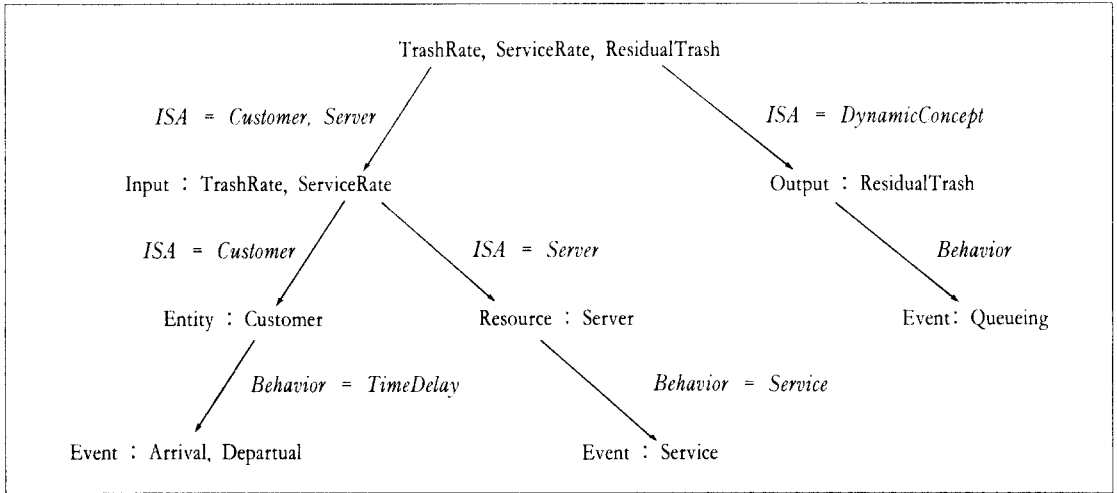 TrashRate, ServiceRate, ResidualTrash
ISA = Customer, Server
ISA = DynamicConcept
Input : TrashRate, ServiceRate
Output : ResidualTrash
ISA = Customer
ISA = Server
Behavior
Entity : Customer
Resource : Server
Event: Queueing
Behavior = TimeDelay
Behavior = Service
Event : Arrival, Departual
Event : Service